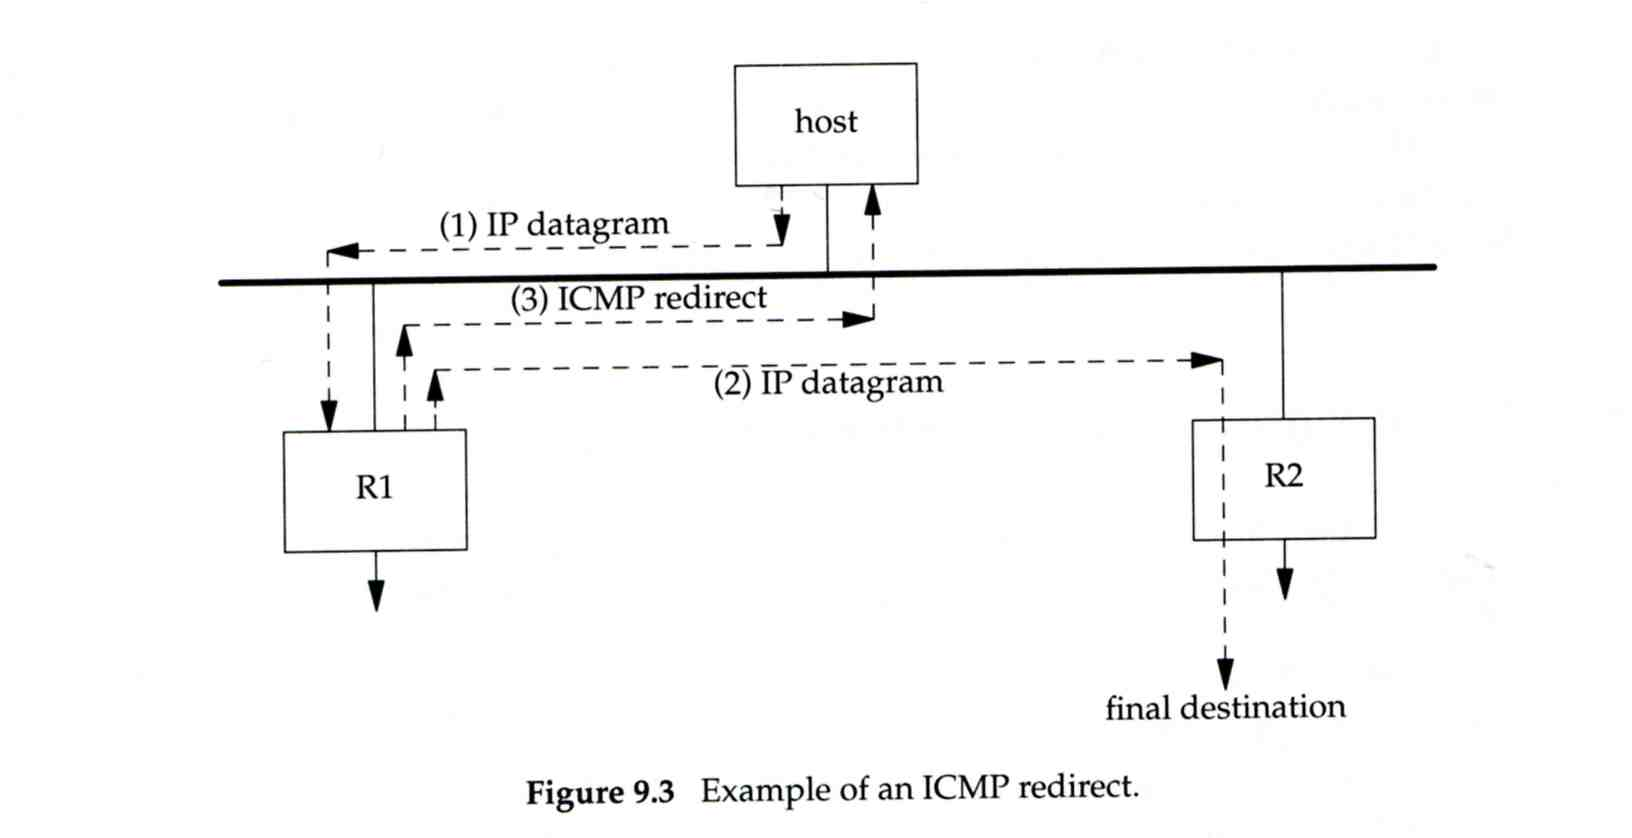 host
(1) IP datagram
(3) ICMP redirect
(2) IP datagram
R1
R2
final destination
Figure 9.3 Example of an ICMP redirect.